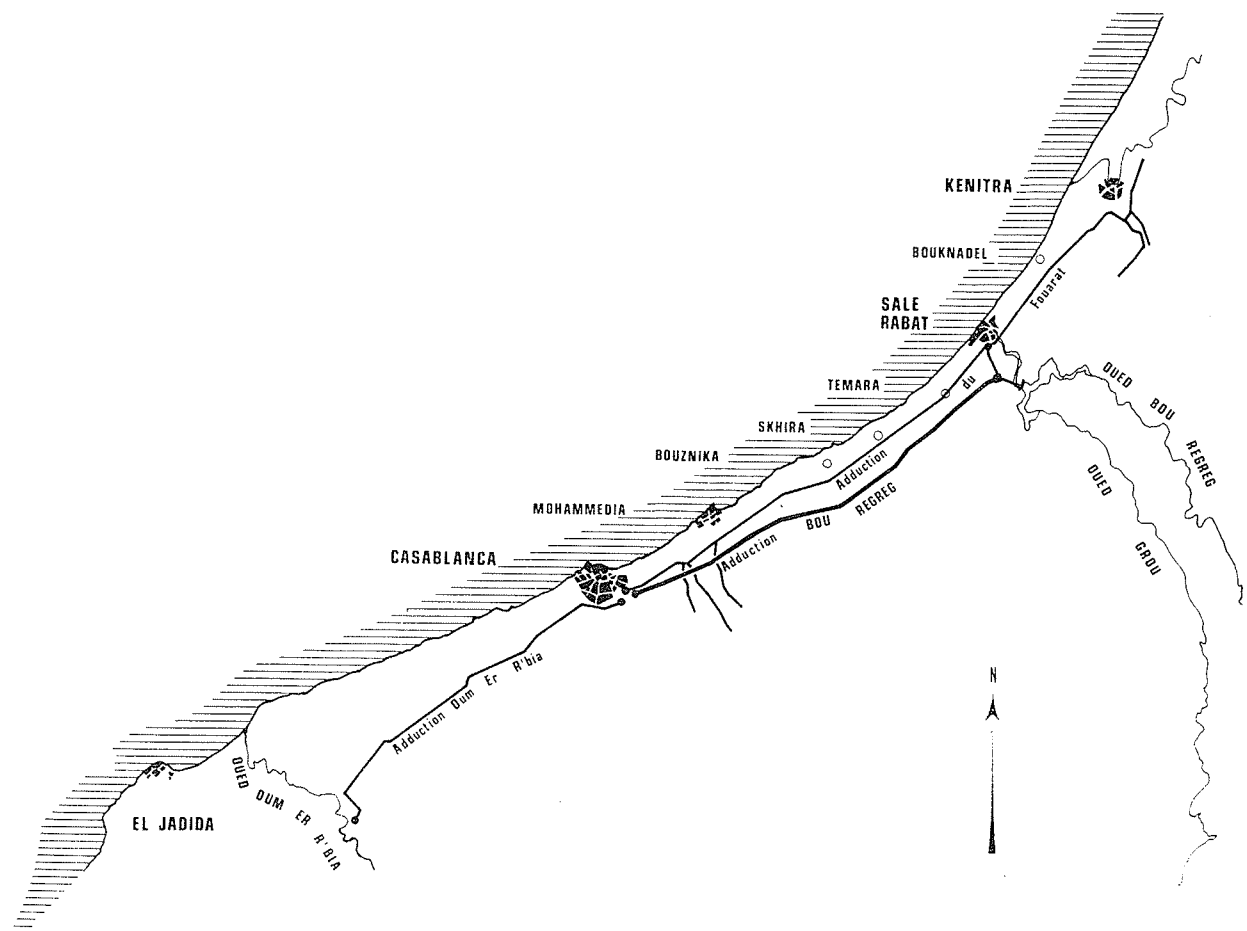 KENITRA
BOUKNADEL
Fouarat
SALE
RABAT
du
TEMARA
OUED BOU REGREG
SKHIRA
BOUZNIKA
Adduction
OUED GROU
MOHAMMEDIA
Adduction BOU REGREG
CASABLANCA
Adduction Oum Er R'bia
N
OUED OUM ER R'BIA
EL JADIDA